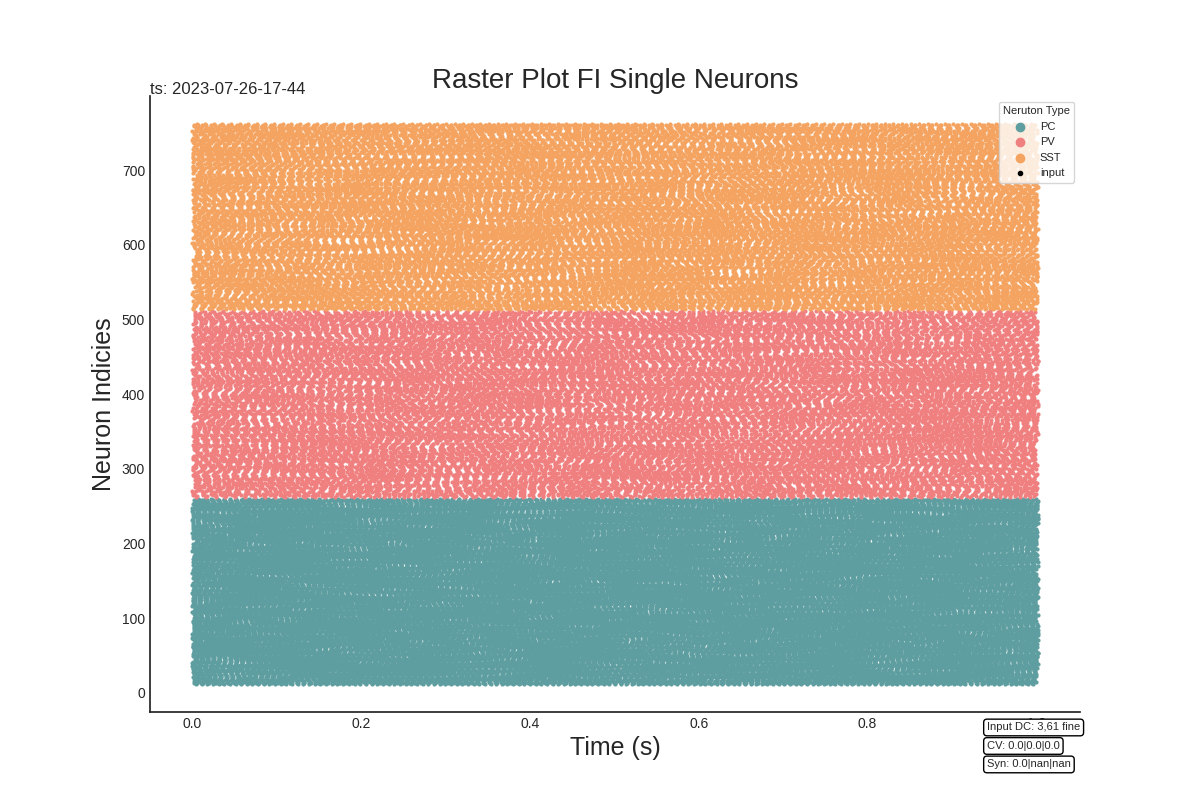 Raster Plot FI Single Neurons
ts: 2023-07-26-17-44
Neruton Type
PC
PV
SST
input
700
600
500
400
300
200
100
0
Neuron Indicies
0.0 0.2 0.4 0.6 0.8
Time (s)
Input DC: 3,61 fine
CV: 0.0|0.0|0.0
Syn: 0.0|nan|nan